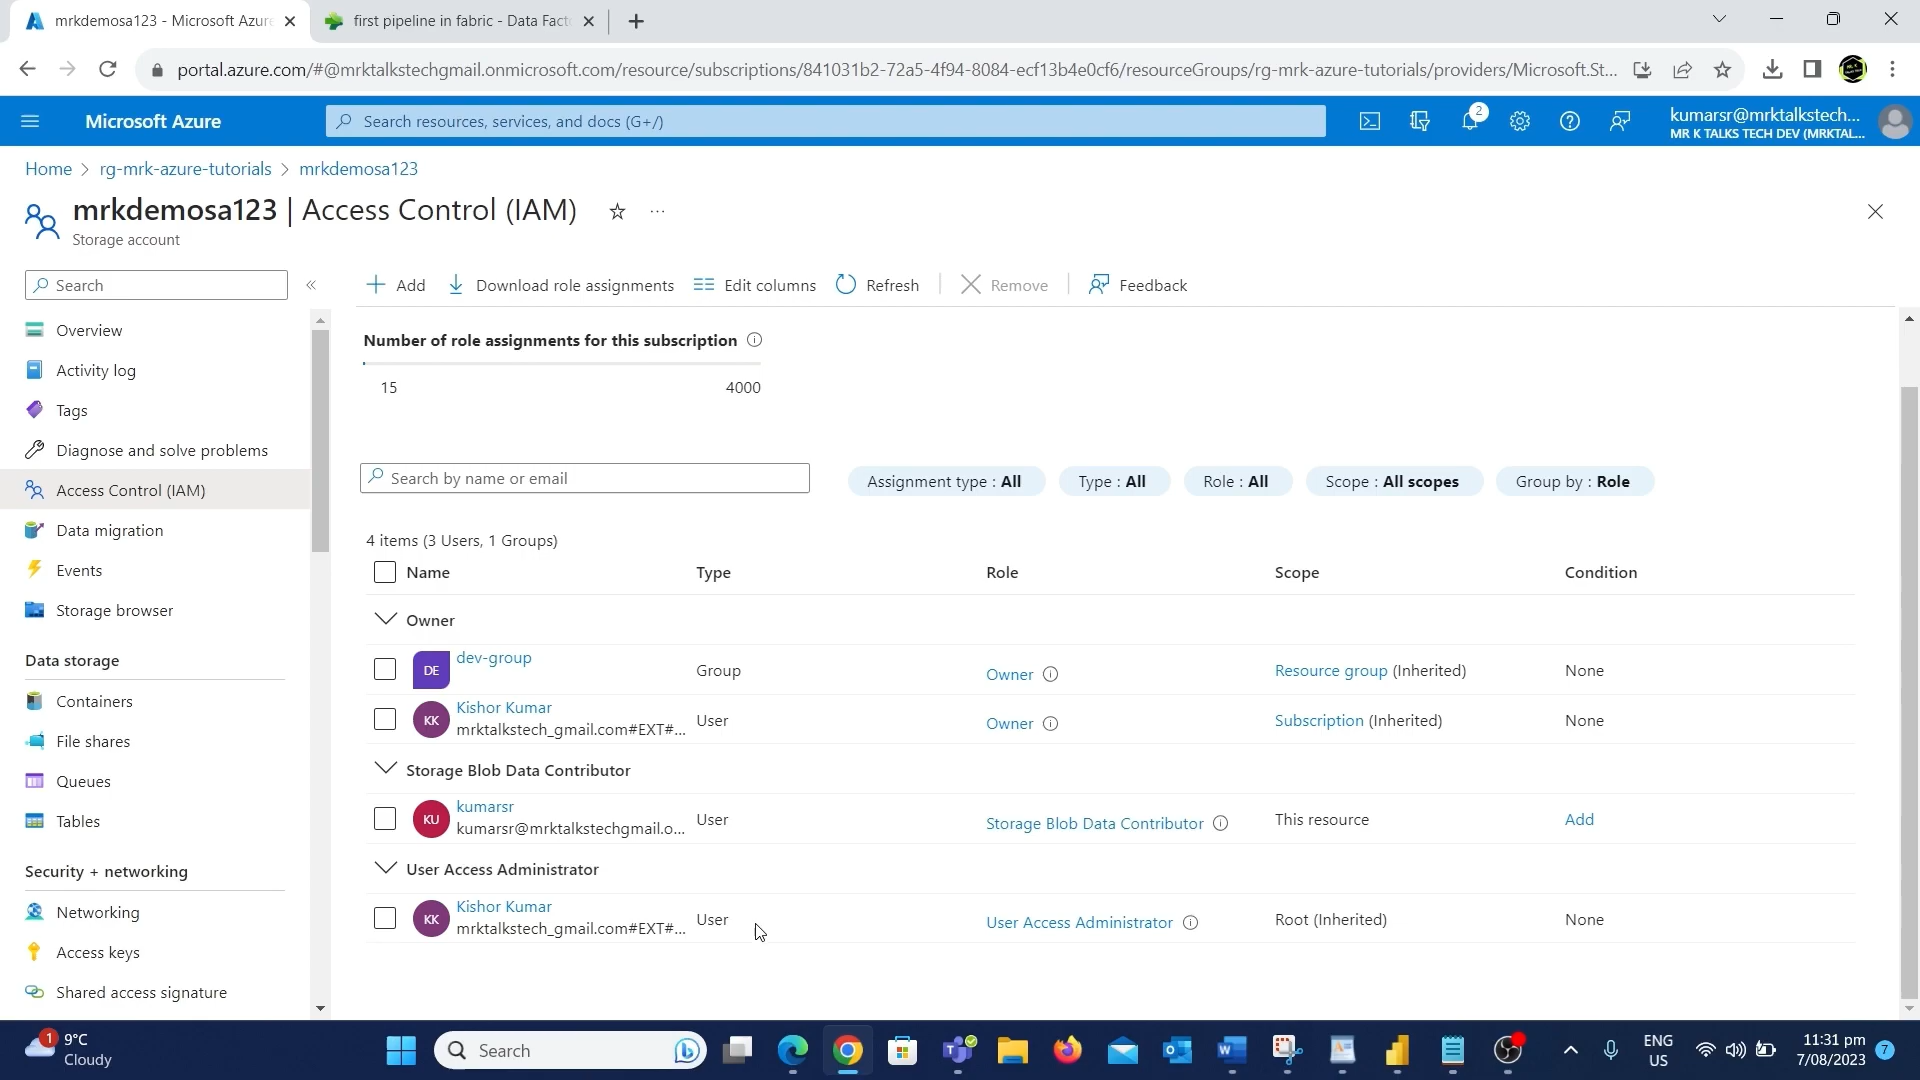 mrkdemosa123 - Microsoft Azure
first pipeline in fabric - Data Fact
portal.azure.com/#@mrktalkstechgmail.onmicrosoft.com/resource/subscriptions/841031b2-72a5-4f94-8084-ecf13b4e0cf6/resourceGroups/rg-mrk-azure-tutorials/providers/Microsoft.St...
Microsoft Azure
Search resources, services, and docs (G+/)
2
kumarsr@mrktalkstech...
MR K TALKS TECH DEV (MRKTAL...
Home > rg-mrk-azure-tutorials > mrkdemosa123
mrkdemosa123 | Access Control (IAM)
Storage account
Search
Add
Download role assignments
Edit columns
Refresh
Remove
Feedback
Overview
Activity log
Tags
Diagnose and solve problems
Access Control (IAM)
Data migration
Events
Storage browser
Data storage
Containers
File shares
Queues
Tables
Security + networking
Networking
Access keys
Shared access signature
Number of role assignments for this subscription
15 4000
Search by name or email
Assignment type : All
Type : All
Role : All
Scope : All scopes
Group by : Role
4 items (3 Users, 1 Groups)
Name Type Role Scope Condition
Owner
DE dev-group Group Owner Resource group (Inherited) None
KK Kishor Kumar
mrktalkstech_gmail.com#EXT#... User Owner Subscription (Inherited) None
Storage Blob Data Contributor
KU kumarsr
kumarsr@mrktalkstechgmail.o... User Storage Blob Data Contributor This resource Add
User Access Administrator
KK Kishor Kumar
mrktalkstech_gmail.com#EXT#... User User Access Administrator Root (Inherited) None
1
9°C
Cloudy
Search
ENG
US
11:31 pm
7/08/2023
7